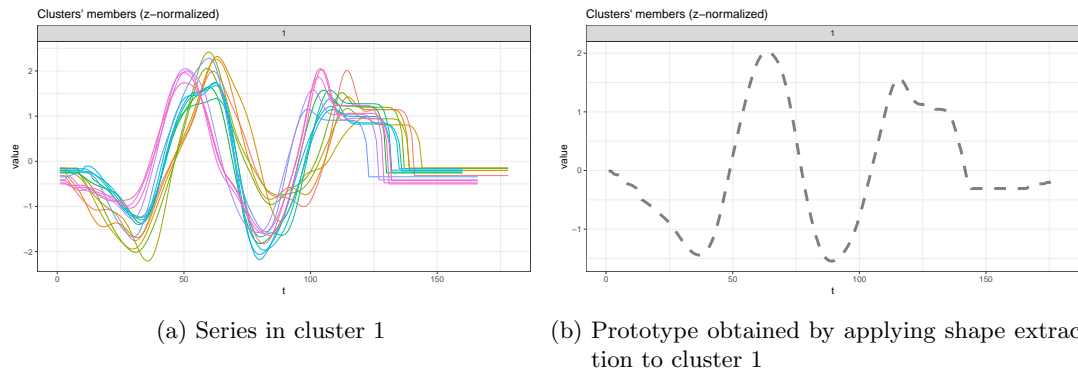 Clusters' members (z-normalized)
1
value
2
1
0
−1
−2
0
50
100
150
t
Clusters' members (z-normalized)
1
value
2
1
0
−1
0
50
100
150
t
(a) Series in cluster 1
(b) Prototype obtained by applying shape extrac
tion to cluster 1